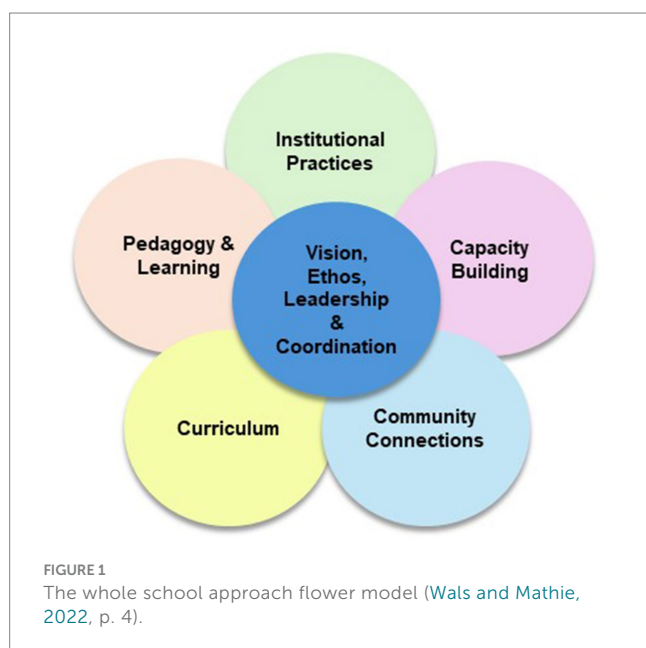 Institutional
Practices
Pedagogy &
Learning
Vision,
Ethos,
Leadership
&
Coordination
Capacity
Building
Curriculum
Community
Connections
FIGURE 1
The whole school approach flower model (Wals and Mathie,
2022, p. 4).